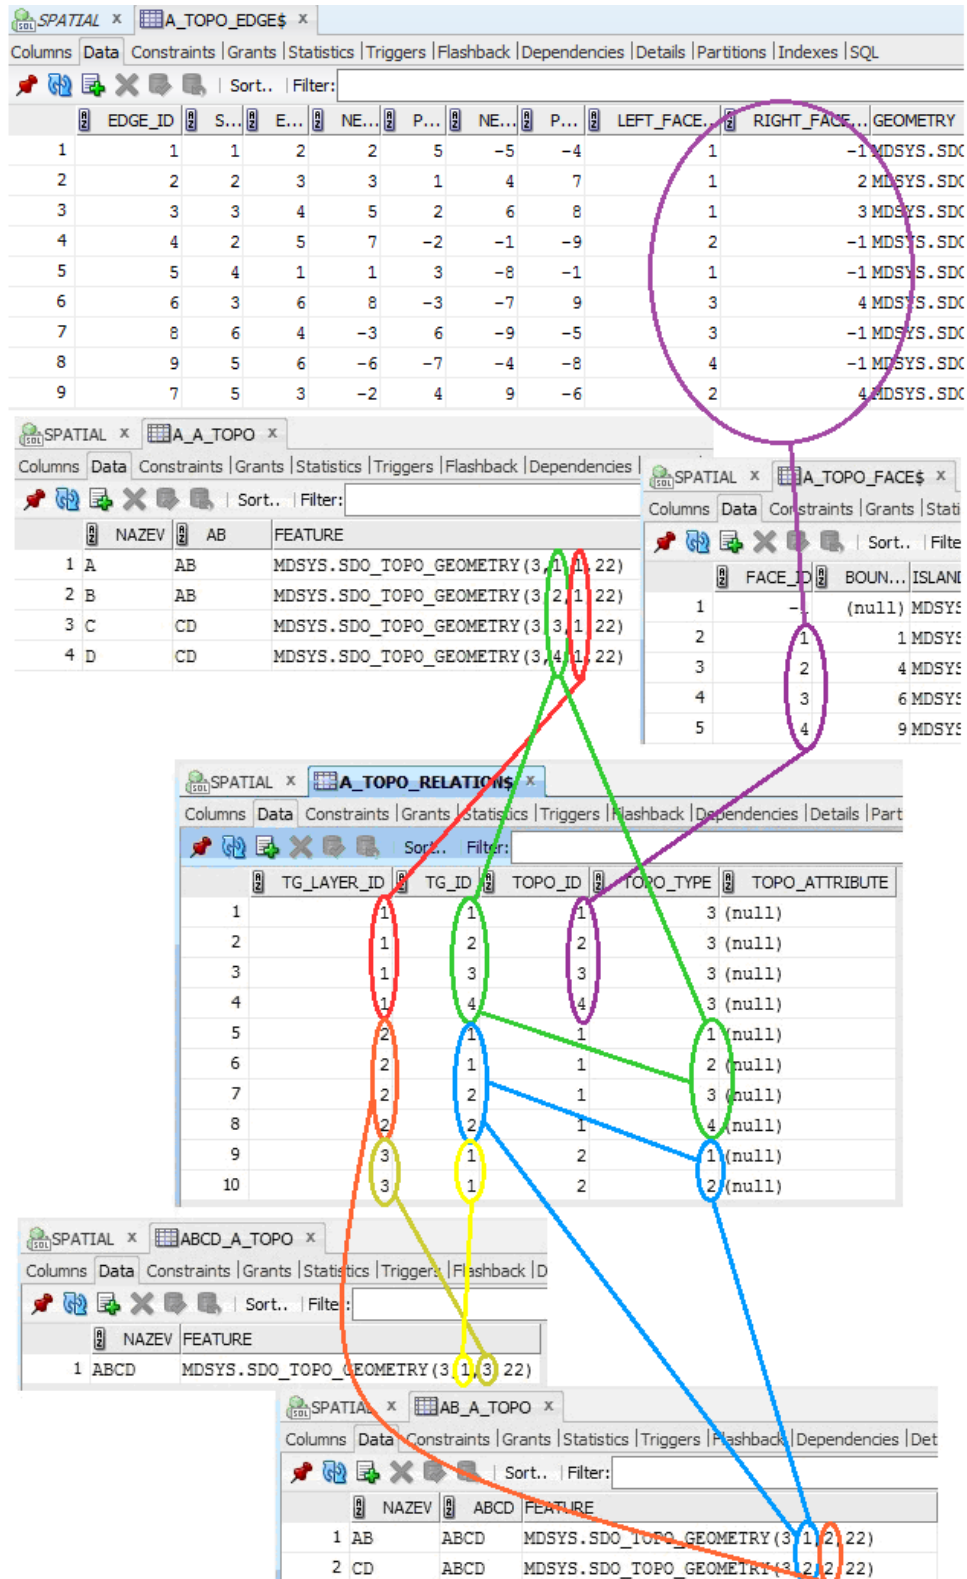 SPATIAL × A_TOPO_EDGE$ ×
Columns Data Constraints Grants Statistics Triggers Flashback Dependencies Details Partitions Indexes SQL
Sort.. Filter:
EDGE_ID S... E... NE... P... NE... P... LEFT_FACE... RIGHT_FACE... GEOMETRY
1 1 1 2 2 5 -5 -4 1 -1 MDSYS.SDO
2 2 2 3 3 1 4 7 1 2 MDSYS.SDO
3 3 3 4 5 2 6 8 1 3 MDSYS.SDO
4 4 2 5 7 -2 -1 -9 2 -1 MDSYS.SDO
5 5 4 1 1 3 -8 -1 1 -1 MDSYS.SDO
6 6 3 6 8 -3 -7 9 3 4 MDSYS.SDO
7 8 6 4 -3 6 -9 -5 3 -1 MDSYS.SDO
8 9 5 6 -6 -7 -4 -8 4 -1 MDSYS.SDO
9 7 5 3 -2 4 9 -6 2 4 MDSYS.SDO
SPATIAL × A_A_TOPO ×
Columns Data Constraints Grants Statistics Triggers Flashback Dependencies
Sort.. Filter:
NAZEV AB FEATURE
1 A AB MDSYS.SDO_TOPO_GEOMETRY(3,1,1,22)
2 B AB MDSYS.SDO_TOPO_GEOMETRY(3,2,1,22)
3 C CD MDSYS.SDO_TOPO_GEOMETRY(3,3,1,22)
4 D CD MDSYS.SDO_TOPO_GEOMETRY(3,4,1,22)
SPATIAL × A_TOPO_FACE$ ×
Columns Data Constraints Grants Stati
Sort.. Filte
FACE_ID BOUN... ISLAN
1 -1 (null) MDSYS
2 1 1 MDSYS
3 2 4 MDSYS
4 3 6 MDSYS
5 4 9 MDSYS
SPATIAL × A_TOPO_RELATION$ ×
Columns Data Constraints Grants Statistics Triggers Flashback Dependencies Details Part
Sort.. Filter:
TG_LAYER_ID TG_ID TOPO_ID TOPO_TYPE TOPO_ATTRIBUTE
1 1 1 1 3 (null)
2 1 2 2 3 (null)
3 1 3 3 3 (null)
4 1 4 4 3 (null)
5 2 1 1 1 (null)
6 2 1 1 2 (null)
7 2 2 1 3 (null)
8 2 2 1 4 (null)
9 3 1 2 1 (null)
10 3 1 2 2 (null)
SPATIAL × ABCD_A_TOPO ×
Columns Data Constraints Grants Statistics Triggers Flashback D
Sort.. Filter:
NAZEV FEATURE
1 ABCD MDSYS.SDO_TOPO_GEOMETRY(3,1,3,22)
SPATIAL × AB_A_TOPO ×
Columns Data Constraints Grants Statistics Triggers Flashback Dependencies Det
Sort.. Filter:
NAZEV ABCD FEATURE
1 AB ABCD MDSYS.SDO_TOPO_GEOMETRY(3,1,2,22)
2 CD ABCD MDSYS.SDO_TOPO_GEOMETRY(3,2,2,22)